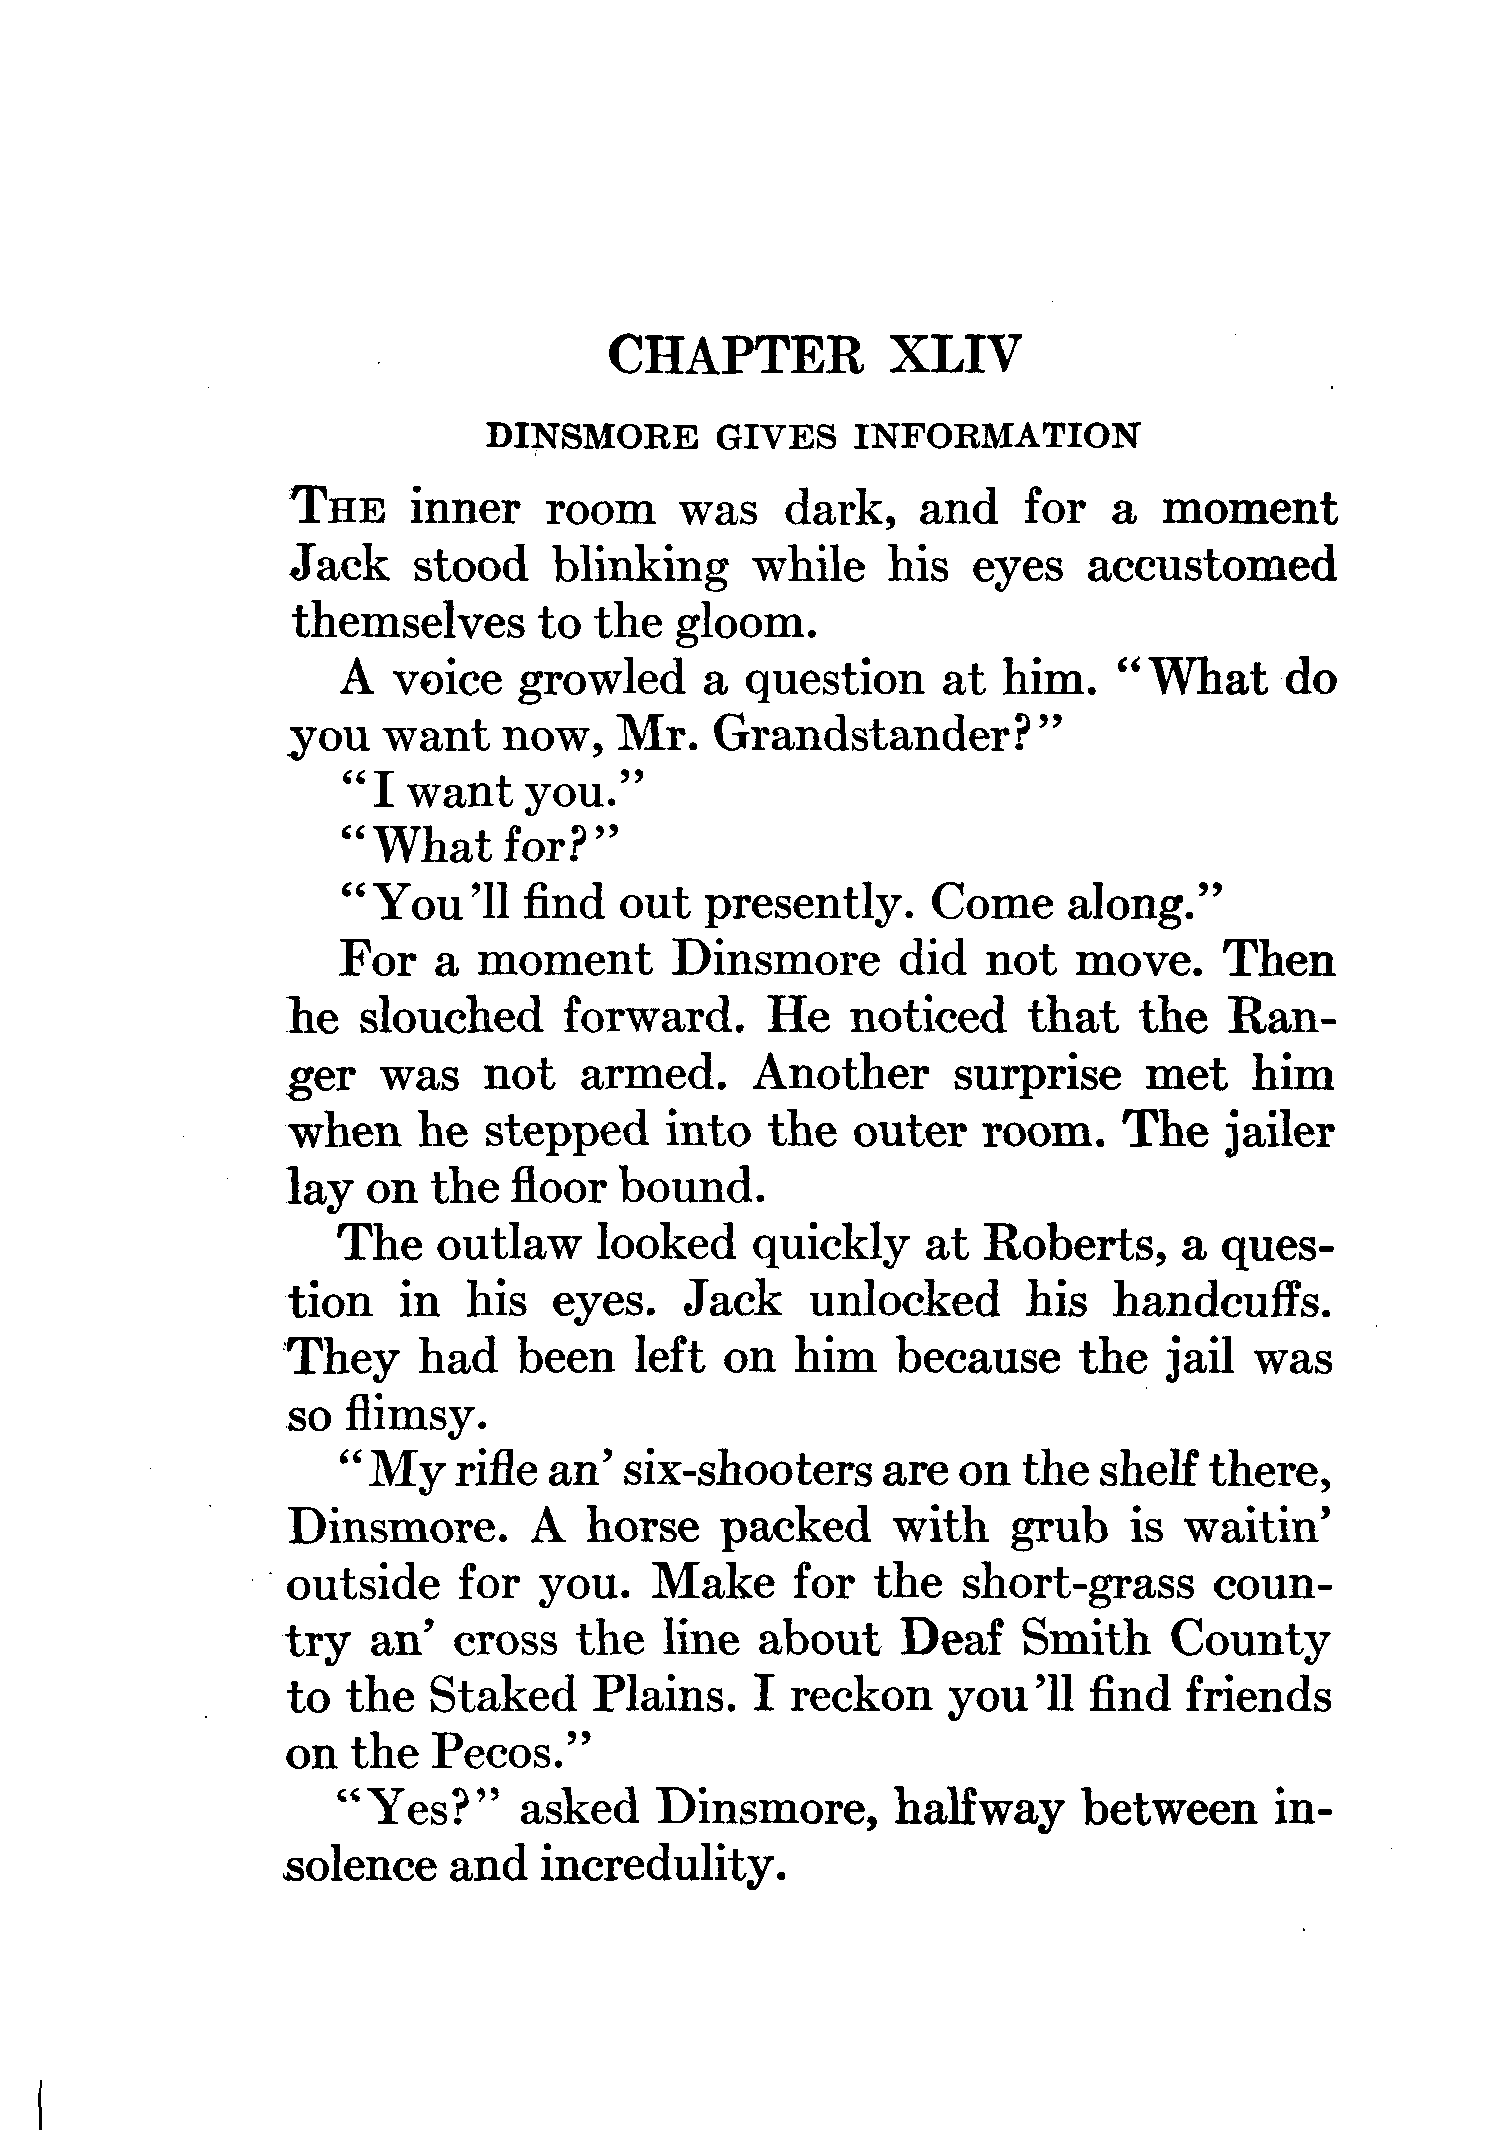 CHAPTER XLIV
DINSMORE GIVES INFORMATION
THE inner room was dark, and for a moment
Jack stood blinking while his eyes accustomed
themselves to the gloom.
A voice growled a question at him. "What do
you want now, Mr. Grandstander?"
"I want you."
"What for?"
"You'll find out presently. Come along."
For a moment Dinsmore did not move. Then
he slouched forward. He noticed that the Ran-
ger was not armed. Another surprise met him
when he stepped into the outer room. The jailer
lay on the floor bound.
The outlaw looked quickly at Roberts, a ques-
tion in his eyes. Jack unlocked his handcuffs.
They had been left on him because the jail was
so flimsy.
"My rifle an' six-shooters are on the shelf there,
Dinsmore. A horse packed with grub is waitin'
outside for you. Make for the short-grass coun-
try an' cross the line about Deaf Smith County
to the Staked Plains. I reckon you'll find friends
on the Pecos."
"Yes?" asked Dinsmore, halfway between in-
solence and incredulity.